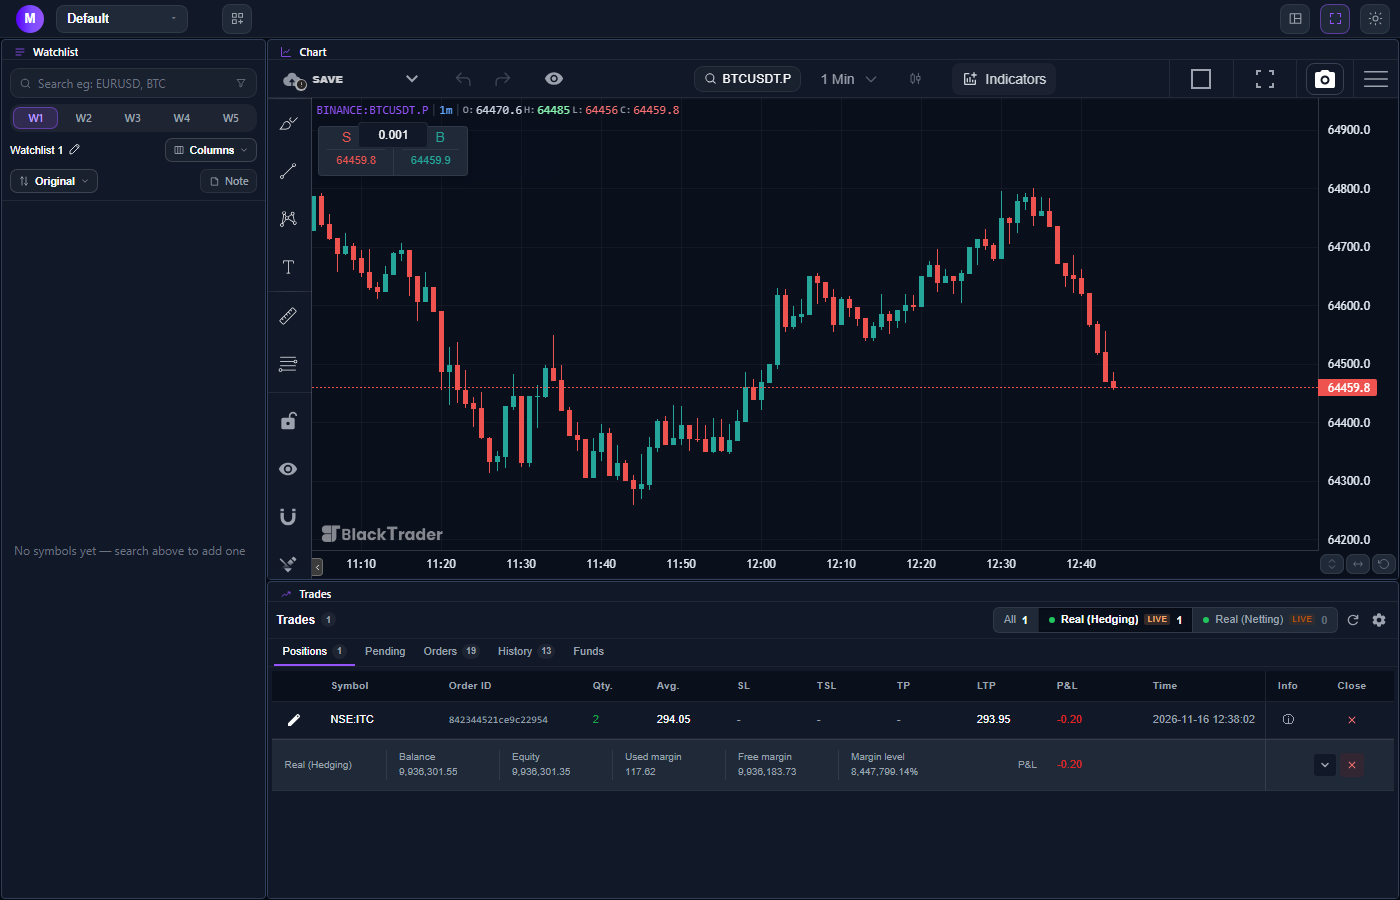 M Default
Watchlist
Search eg: EURUSD, BTC
W1 W2 W3 W4 W5
Watchlist 1 Columns
Original Note
No symbols yet — search above to add one
Chart
SAVE BTCUSDT.P 1 Min Indicators
BINANCE:BTCUSDT.P 1m O: 64470.6 H: 64485 L: 64456 C: 64459.8
S 0.001 B
64459.8 64459.9
64900.0
64800.0
64700.0
64600.0
64500.0
64459.8
64400.0
64300.0
64200.0
BlackTrader
11:10 11:20 11:30 11:40 11:50 12:00 12:10 12:20 12:30 12:40
Trades
Trades 1 All 1 Real (Hedging) LIVE 1 Real (Netting) LIVE 0
Positions 1 Pending Orders 19 History 13 Funds
Symbol Order ID Qty. Avg. SL TSL TP LTP P&L Time Info Close
NSE:ITC 842344521ce9c22954 2 294.05 - - - 293.95 -0.20 2026-11-16 12:38:02
Real (Hedging) Balance Equity Used margin Free margin Margin level P&L -0.20
9,936,301.55 9,936,301.35 117.62 9,936,183.73 8,447,799.14%